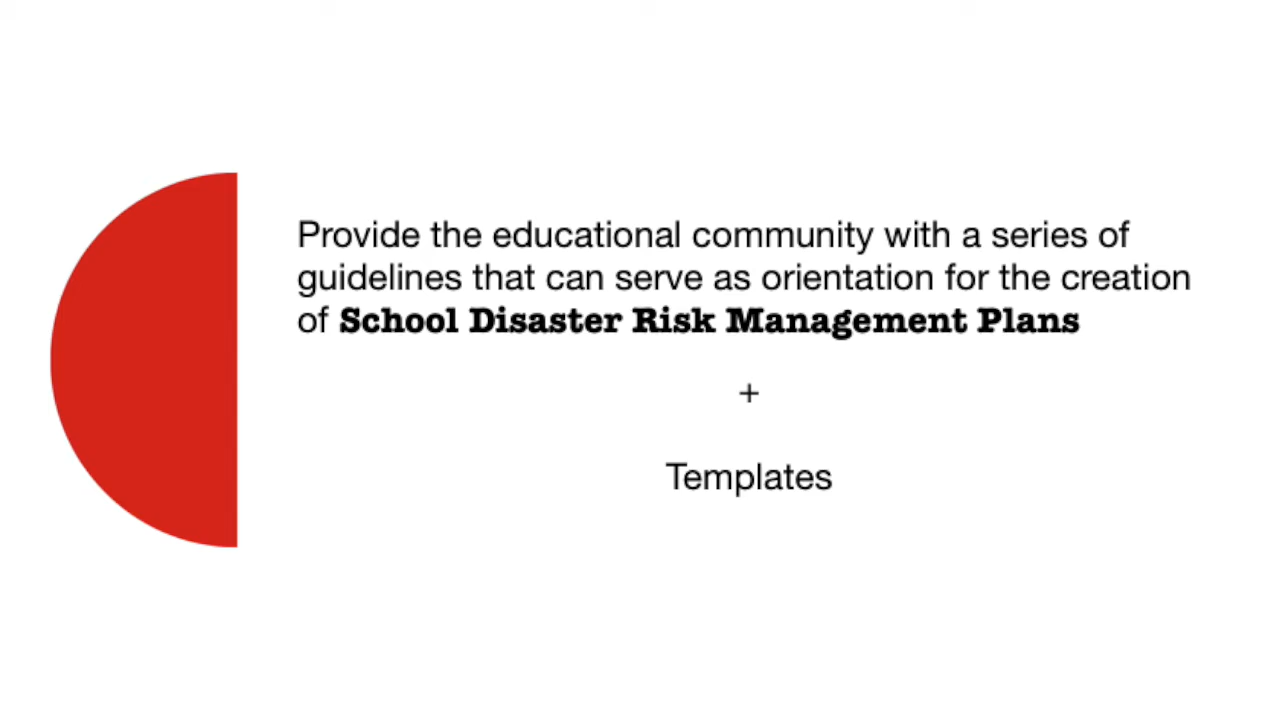 Provide the educational community with a series of
guidelines that can serve as orientation for the creation
of School Disaster Risk Management Plans
+
Templates